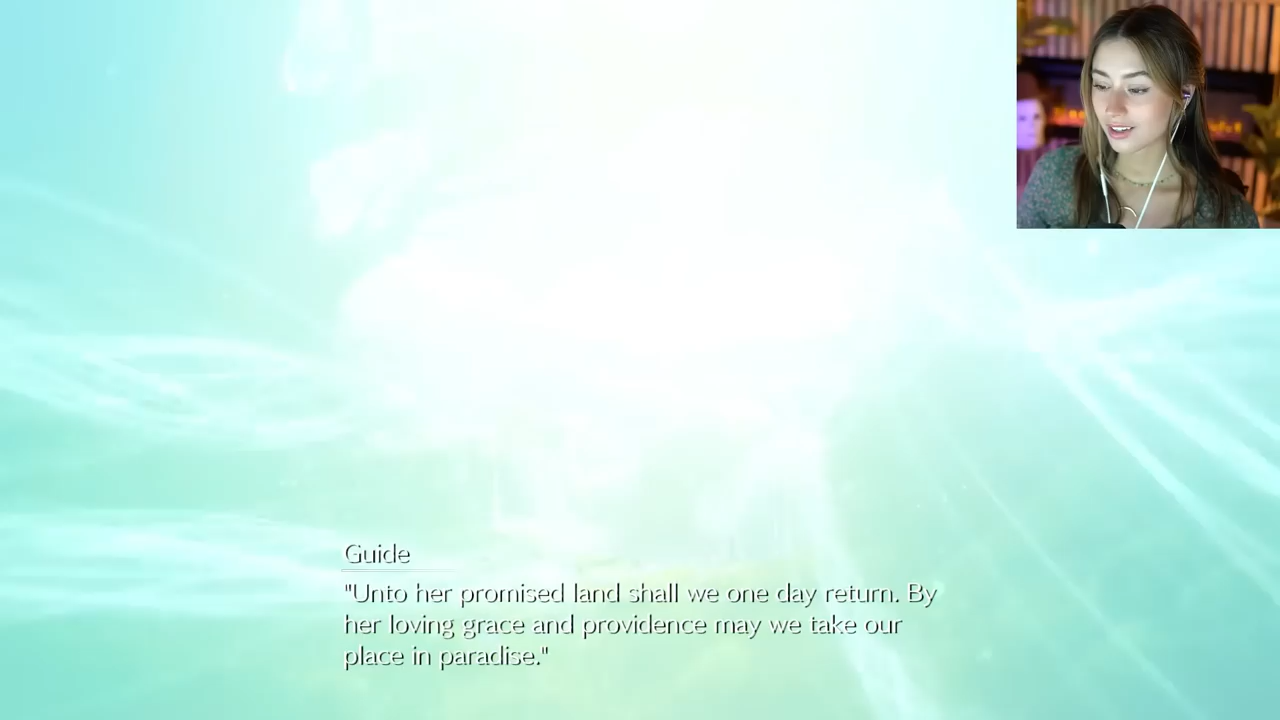 Guide
"Unto her promised land shall we one day return. By
her loving grace and providence may we take our
place in paradise."